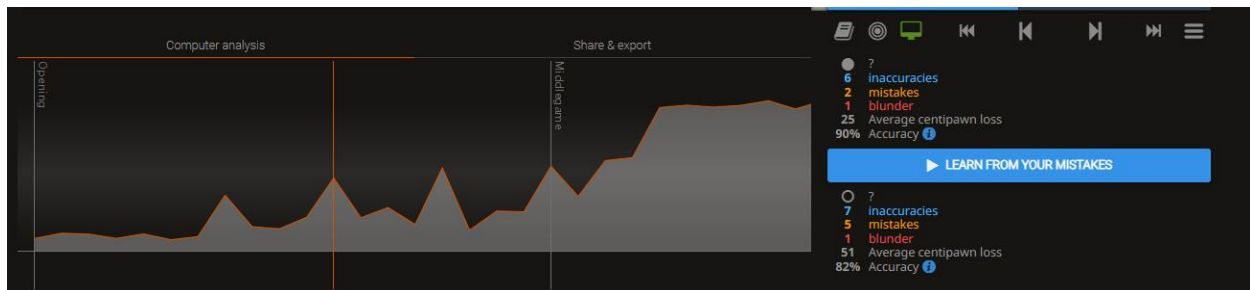 Computer analysis
Share & export
Opening
Middlegame
?
6 inaccuracies
2 mistakes
1 blunder
25 Average centipawn loss
90% Accuracy i
▶ LEARN FROM YOUR MISTAKES
?
7 inaccuracies
5 mistakes
1 blunder
51 Average centipawn loss
82% Accuracy i